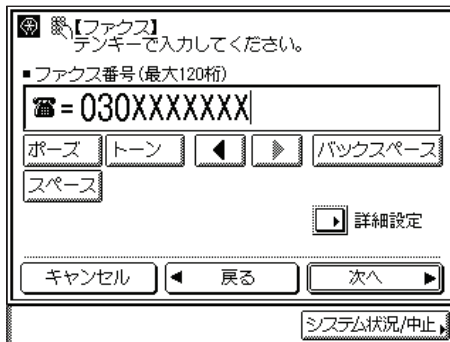 【ファクス】
テンキーで入力してください。
■ファクス番号(最大120桁)
☎=030XXXXXXX
ポーズ トーン ◀ ▶ バックスペース
スペース
詳細設定
キャンセル ◀ 戻る 次へ ▶
システム状況/中止